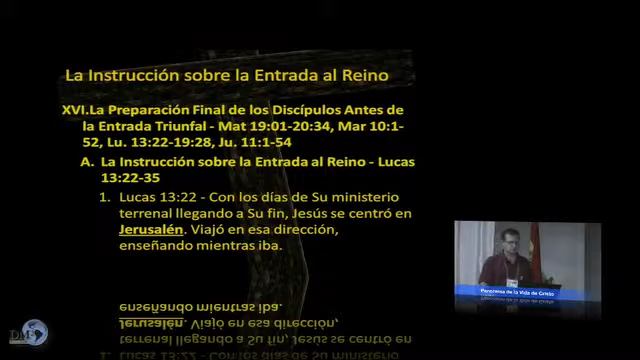 La Instrucción sobre la Entrada al Reino
XVI.La Preparación Final de los Discípulos Antes de
la Entrada Triunfal - Mat 19:01-20:34, Mar 10:1-
52, Lu. 13:22-19:28, Ju. 11:1-54
A. La Instrucción sobre la Entrada al Reino - Lucas
13:22-35
1. Lucas 13:22 - Con los días de Su ministerio
terrenal llegando a Su fin, Jesús se centró en
Jerusalén. Viajó en esa dirección,
enseñando mientras iba.
Panorama de la Vida de Cristo
DM